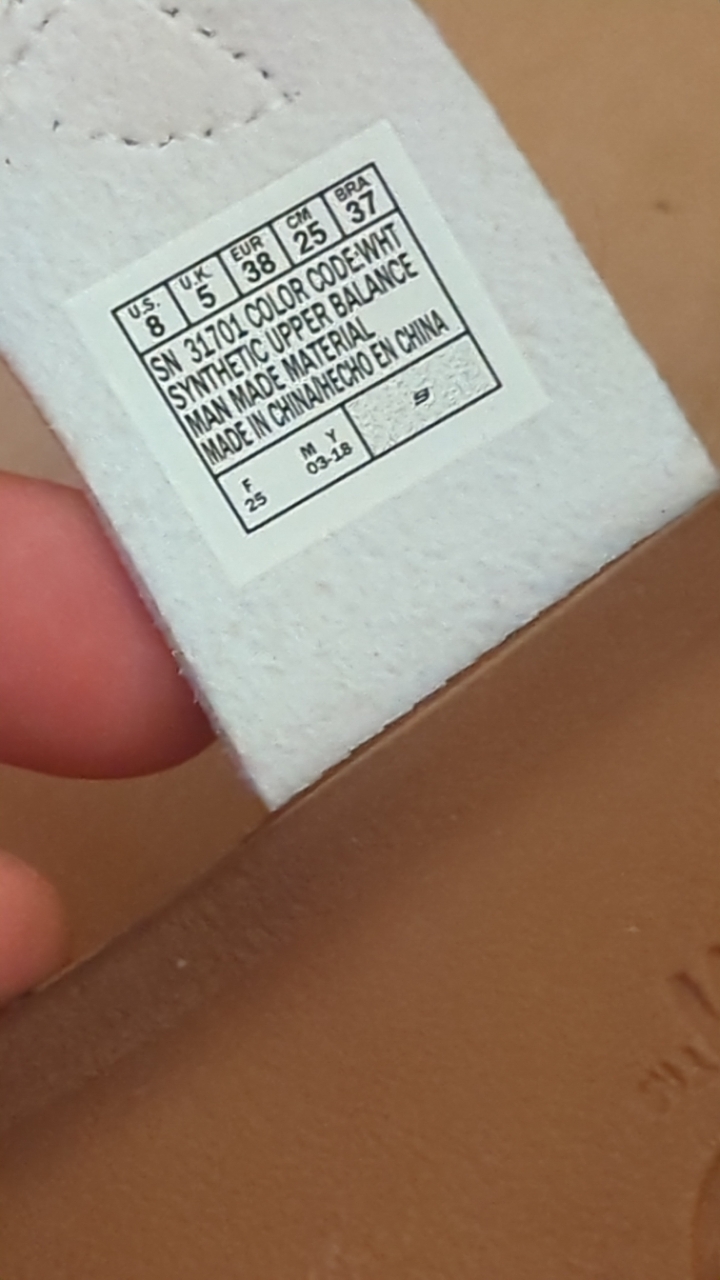 U.S. U.K. EUR CM BRA
8 5 38 25 37
SN 31701 COLOR CODE:WHT
SYNTHETIC UPPER BALANCE
MAN MADE MATERIAL
MADE IN CHINA/HECHO EN CHINA
F M Y
25 03-18